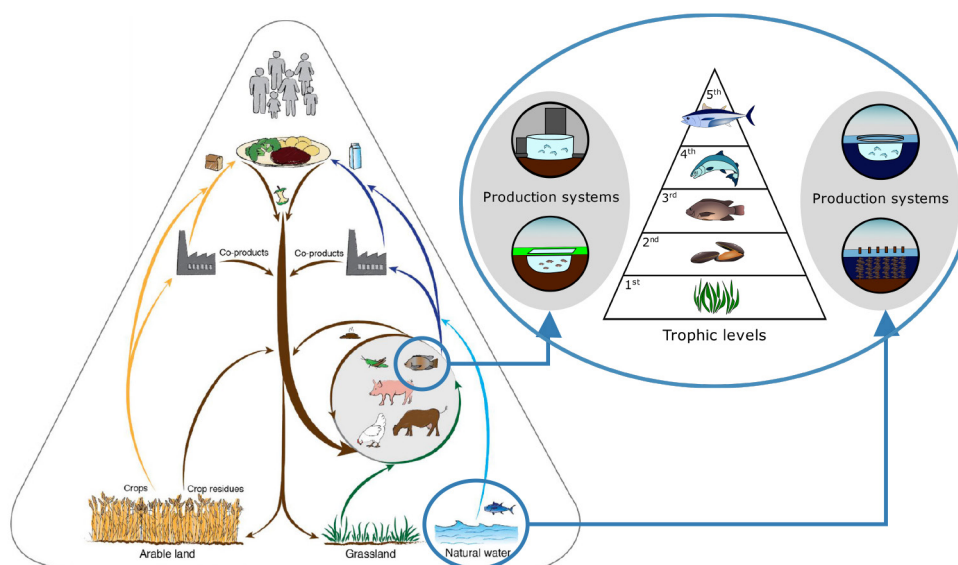 Co-products
Co-products
Crops
Crop residues
Arable land
Grassland
Natural water
Production systems
Production systems
5th
4th
3rd
2nd
1st
Trophic levels